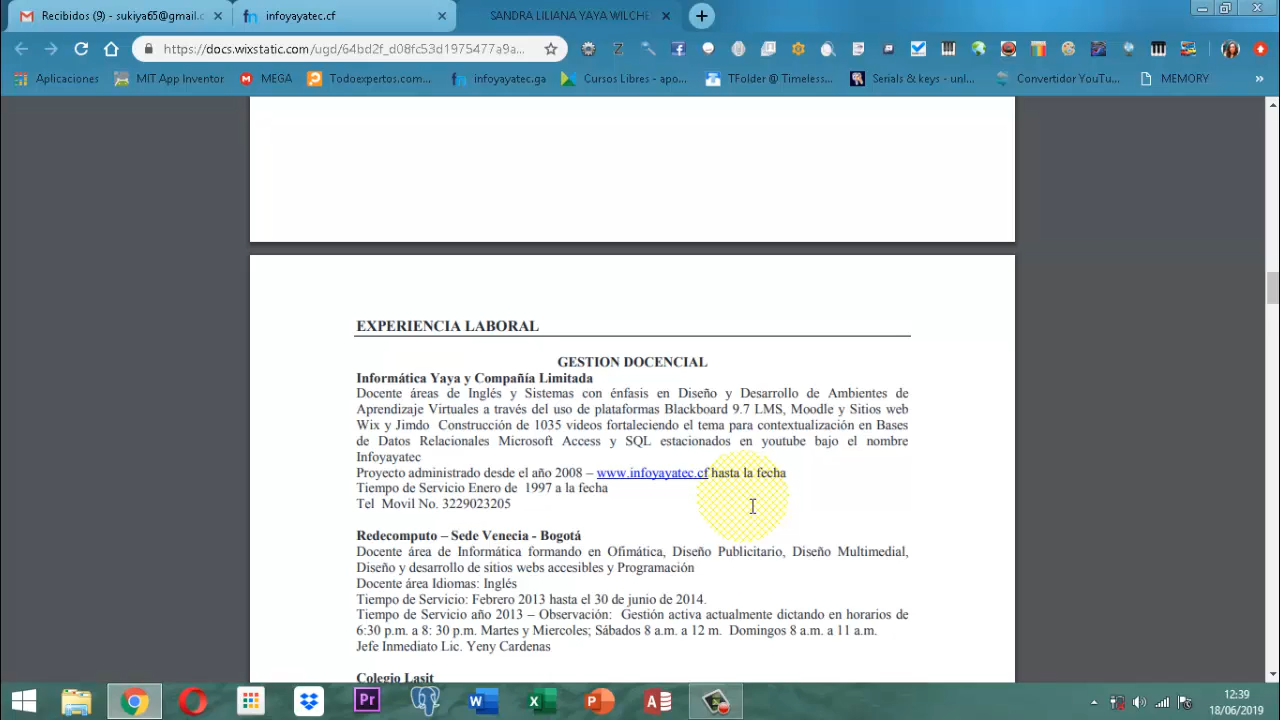 Recibidos (9) - sukiya65@gmail.c
infoyayatec.cf
SANDRA LILIANA YAYA WILCHE
https://docs.wixstatic.com/ugd/64bd2f_d08fc53d1975477a9a...
Aplicaciones
MIT App Inventor
MEGA
Todoexpertos.com...
infoyayatec.ga
Cursos Libres - apo...
TFolder @ Timeless...
Serials & keys - unl...
Convertidor YouTu...
MEMORY
»
EXPERIENCIA LABORAL
GESTION DOCENCIAL
Informática Yaya y Compañía Limitada
Docente áreas de Inglés y Sistemas con énfasis en Diseño y Desarrollo de Ambientes de
Aprendizaje Virtuales a través del uso de plataformas Blackboard 9.7 LMS, Moodle y Sitios web
Wix y Jimdo Construcción de 1035 videos fortaleciendo el tema para contextualización en Bases
de Datos Relacionales Microsoft Access y SQL estacionados en youtube bajo el nombre
Infoyayatec
Proyecto administrado desde el año 2008 – www.infoyayatec.cf hasta la fecha
Tiempo de Servicio Enero de 1997 a la fecha
Tel Movil No. 3229023205
Redecomputo – Sede Venecia - Bogotá
Docente área de Informática formando en Ofimática, Diseño Publicitario, Diseño Multimedial,
Diseño y desarrollo de sitios webs accesibles y Programación
Docente área Idiomas: Inglés
Tiempo de Servicio: Febrero 2013 hasta el 30 de junio de 2014.
Tiempo de Servicio año 2013 – Observación: Gestión activa actualmente dictando en horarios de
6:30 p.m. a 8: 30 p.m. Martes y Miercoles; Sábados 8 a.m. a 12 m. Domingos 8 a.m. a 11 a.m.
Jefe Inmediato Lic. Yeny Cardenas
Colegio Lasit
Pr
12:39
18/06/2019